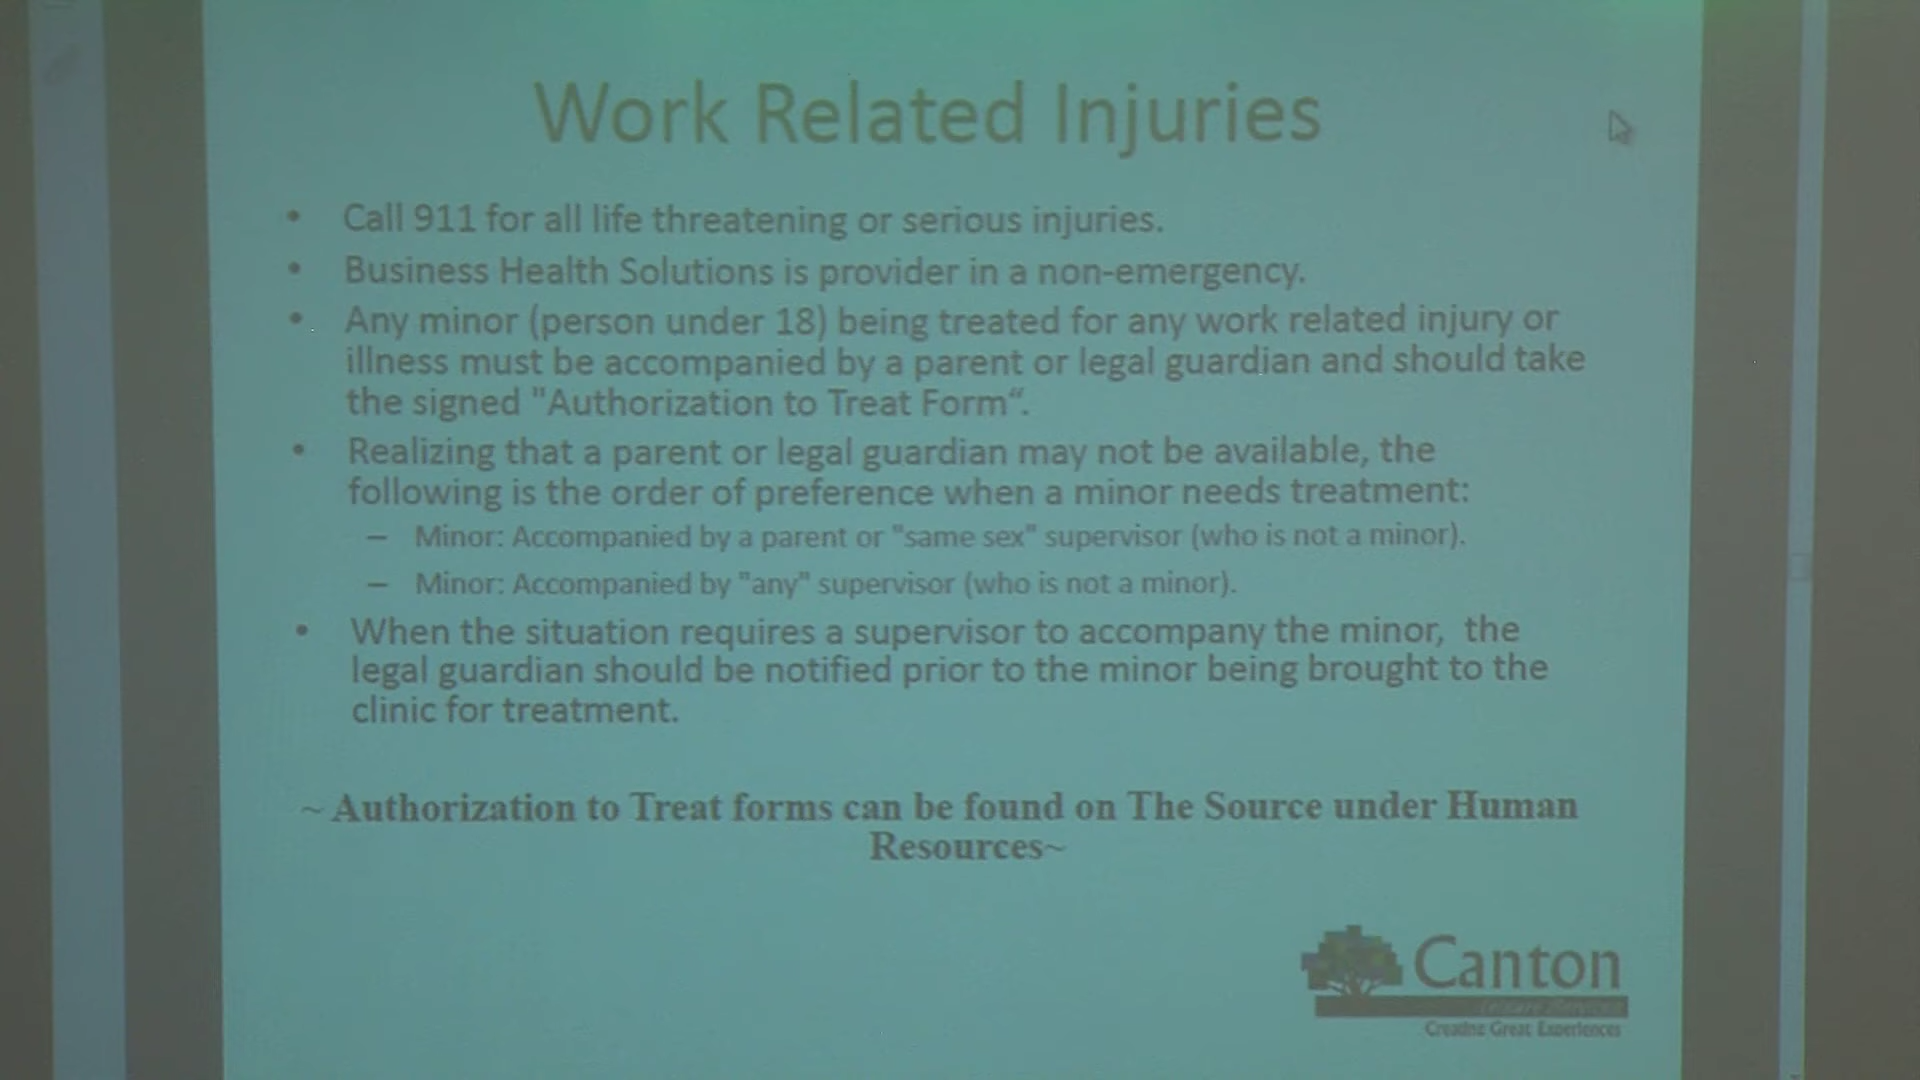 Work Related Injuries
• Call 911 for all life threatening or serious injuries.
• Business Health Solutions is provider in a non-emergency.
• Any minor (person under 18) being treated for any work related injury or
illness must be accompanied by a parent or legal guardian and should take
the signed "Authorization to Treat Form“.
• Realizing that a parent or legal guardian may not be available, the
following is the order of preference when a minor needs treatment:
– Minor: Accompanied by a parent or "same sex" supervisor (who is not a minor).
– Minor: Accompanied by "any" supervisor (who is not a minor).
• When the situation requires a supervisor to accompany the minor, the
legal guardian should be notified prior to the minor being brought to the
clinic for treatment.
~ Authorization to Treat forms can be found on The Source under Human
Resources~
Canton
Leisure Services
Creating Great Experiences